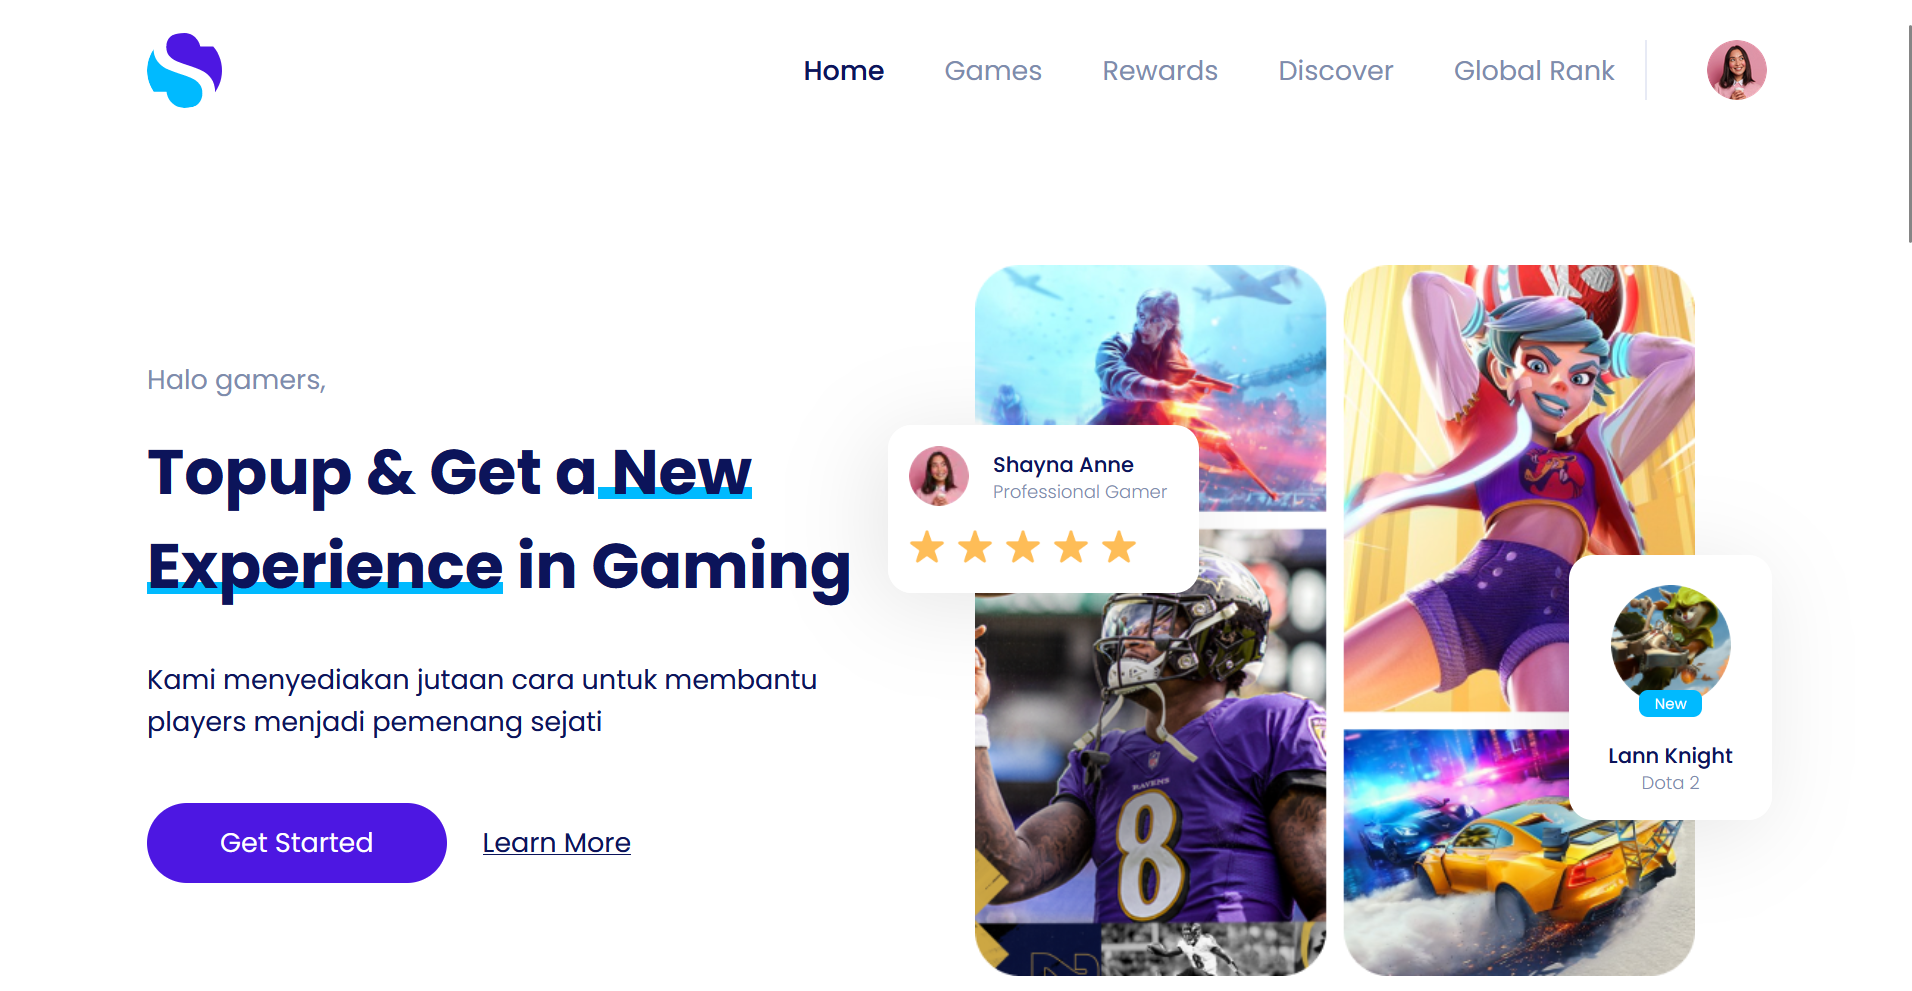 Home Games Rewards Discover Global Rank
Halo gamers,
Topup & Get a New
Experience in Gaming
Kami menyediakan jutaan cara untuk membantu
players menjadi pemenang sejati
Get Started Learn More
Shayna Anne
Professional Gamer
RAVENS
8
8
New
Lann Knight
Dota 2